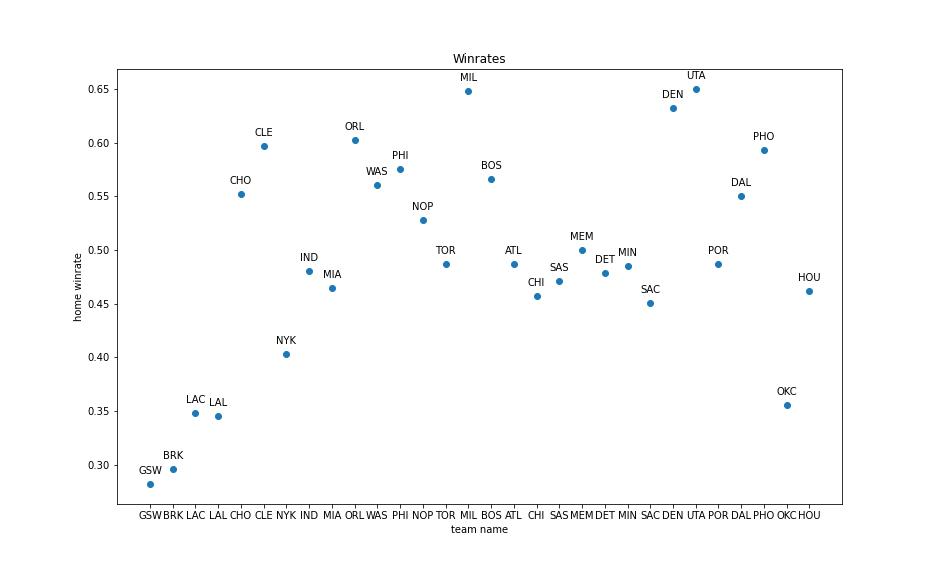 Winrates
UTA
0.65
MIL
DEN
0.60
CLE
ORL
PHO
PHI
WAS
BOS
0.55
CHO
DAL
NOP
0.50
MEM
TOR
ATL
POR
IND
DET
MIN
MIA
SAS
CHI
HOU
SAC
0.45
home winrate
NYK
0.40
0.35
LAC
LAL
OKC
0.30
BRK
GSW
GSW BRK LAC LAL CHO CLE NYK IND MIA ORL WAS PHI NOP TOR MIL BOS ATL CHI SAS MEM DET MIN SAC DEN UTA POR DAL PHO OKC HOU
team name